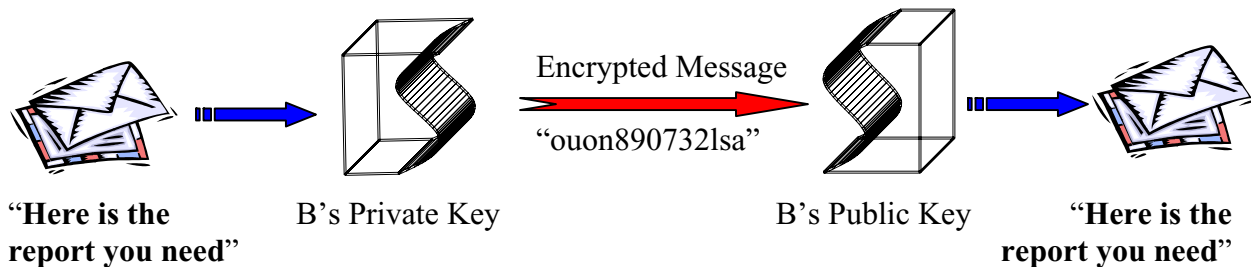 Encrypted Message
“ouon890732lsa”
“Here is the
report you need”
B’s Private Key
B’s Public Key
“Here is the
report you need”